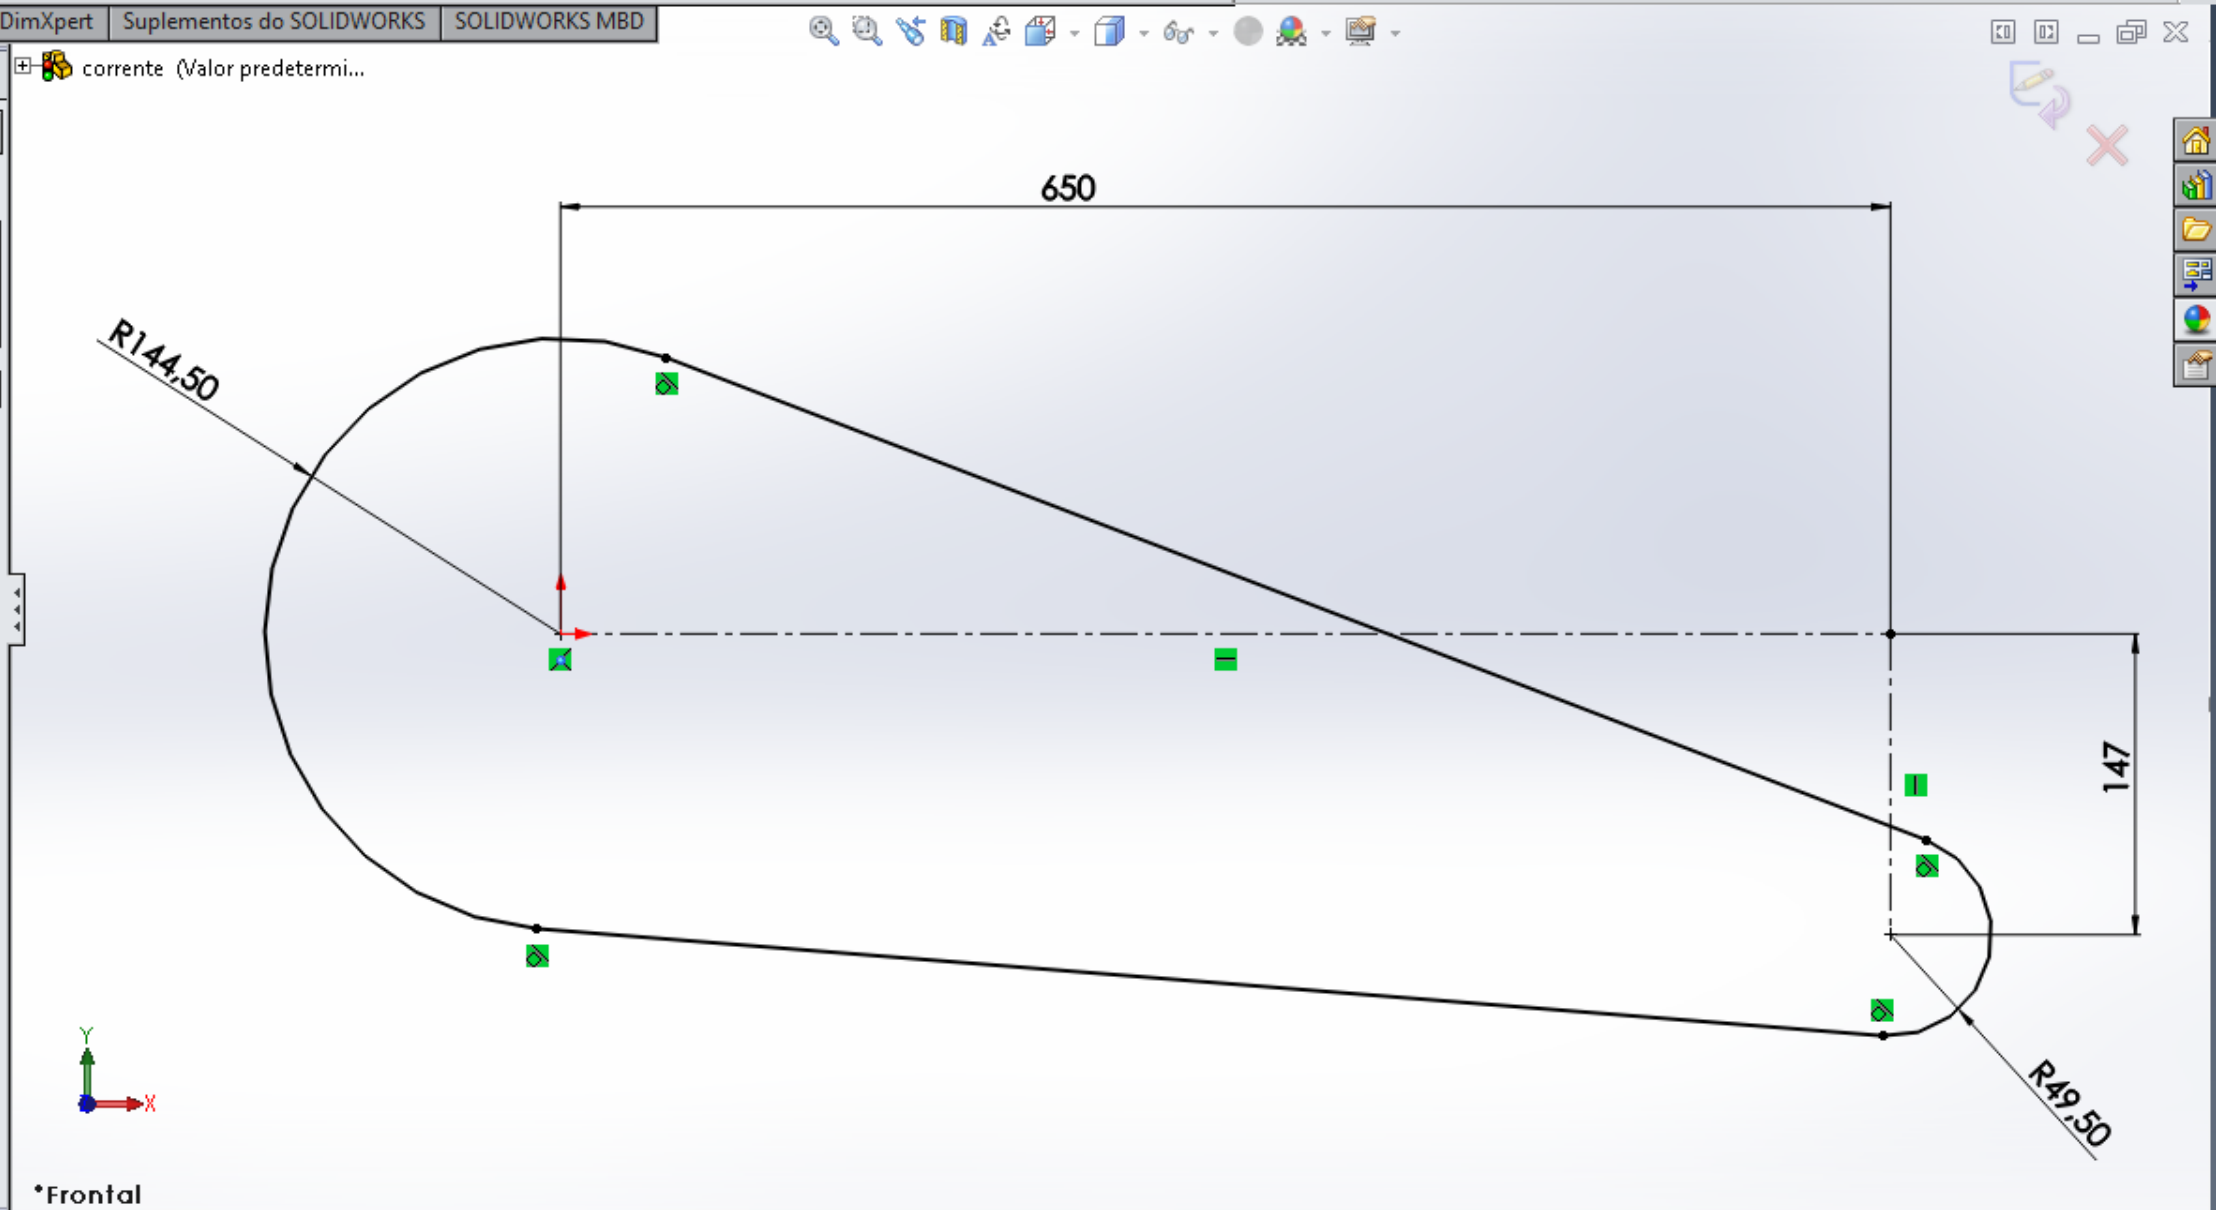 DimXpert
Suplementos do SOLIDWORKS
SOLIDWORKS MBD
corrente (Valor predetermi...
650
R144,50
147
R49,50
Y
X
*Frontal